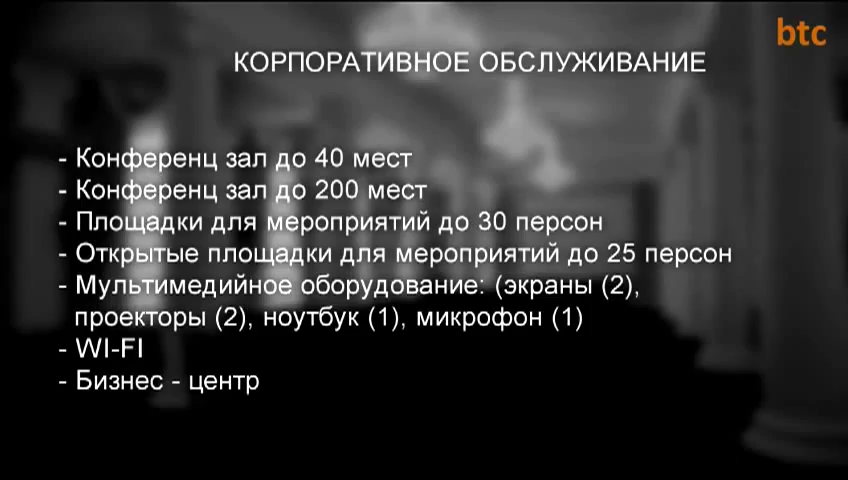 btc
КОРПОРАТИВНОЕ ОБСЛУЖИВАНИЕ
- Конференц зал до 40 мест
- Конференц зал до 200 мест
- Площадки для мероприятий до 30 персон
- Открытые площадки для мероприятий до 25 персон
- Мультимедийное оборудование: (экраны (2),
проекторы (2), ноутбук (1), микрофон (1)
- WI-FI
- Бизнес - центр